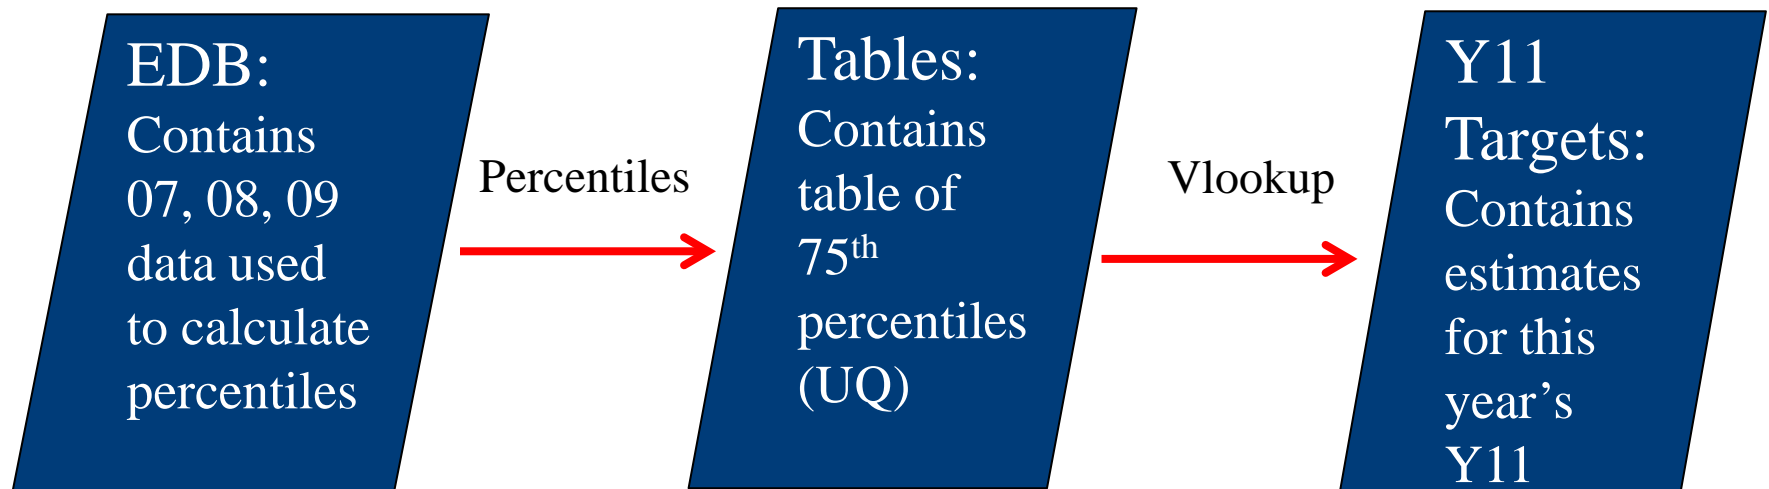 EDB:
Contains
07, 08, 09
data used
to calculate
percentiles
Percentiles
Tables:
Contains
table of
75th
percentiles
(UQ)
Vlookup
Y11
Targets:
Contains
estimates
for this
year’s
Y11